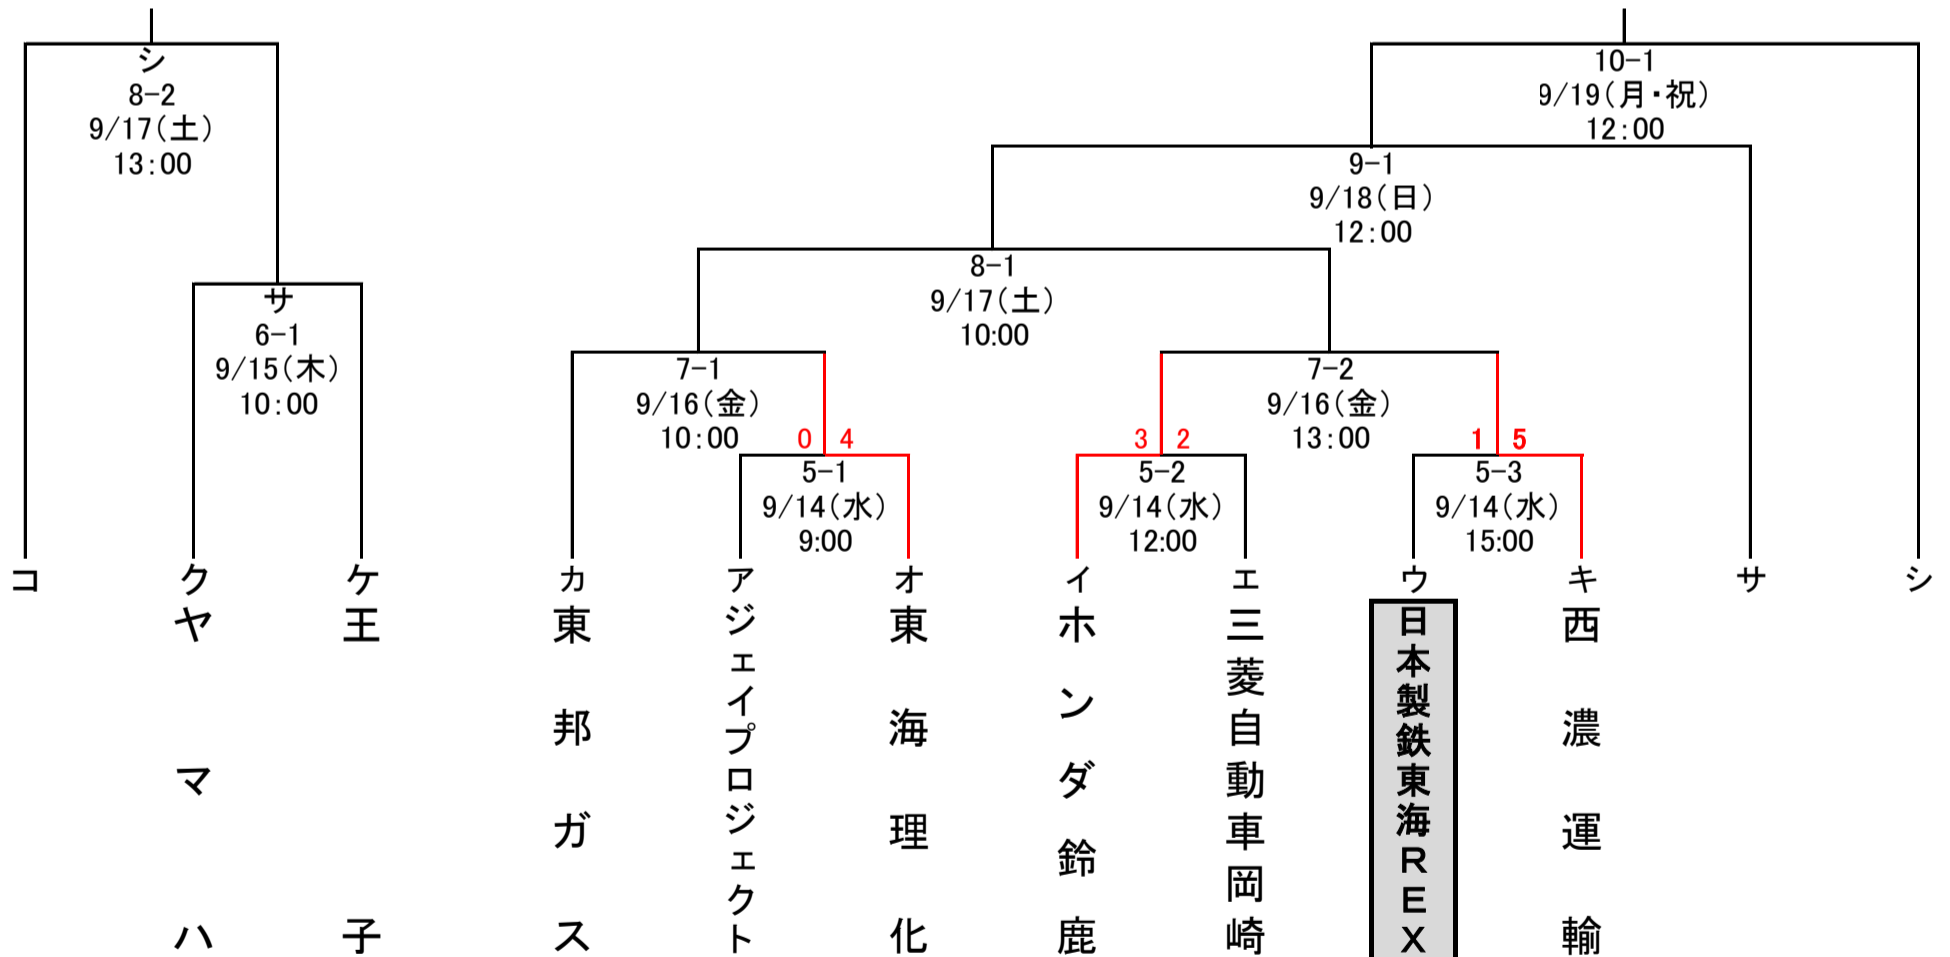 シ
8-2
9/17(土)
13:00
サ
6-1
9/15(木)
10:00
10-1
9/19(月・祝)
12:00
9-1
9/18(日)
12:00
8-1
9/17(土)
10:00
7-1
9/16(金)
10:00
7-2
9/16(金)
13:00
0 4
5-1
9/14(水)
9:00
3 2
5-2
9/14(水)
12:00
1 5
5-3
9/14(水)
15:00
コ
ク
ヤマハ
ケ
王子
カ
東邦ガス
ア
ジェイプロジェクト
オ
東海理化
イ
ホンダ鈴鹿
エ
三菱自動車岡崎
ウ
日本製鉄東海REX
キ
西濃運輸
サ
シ